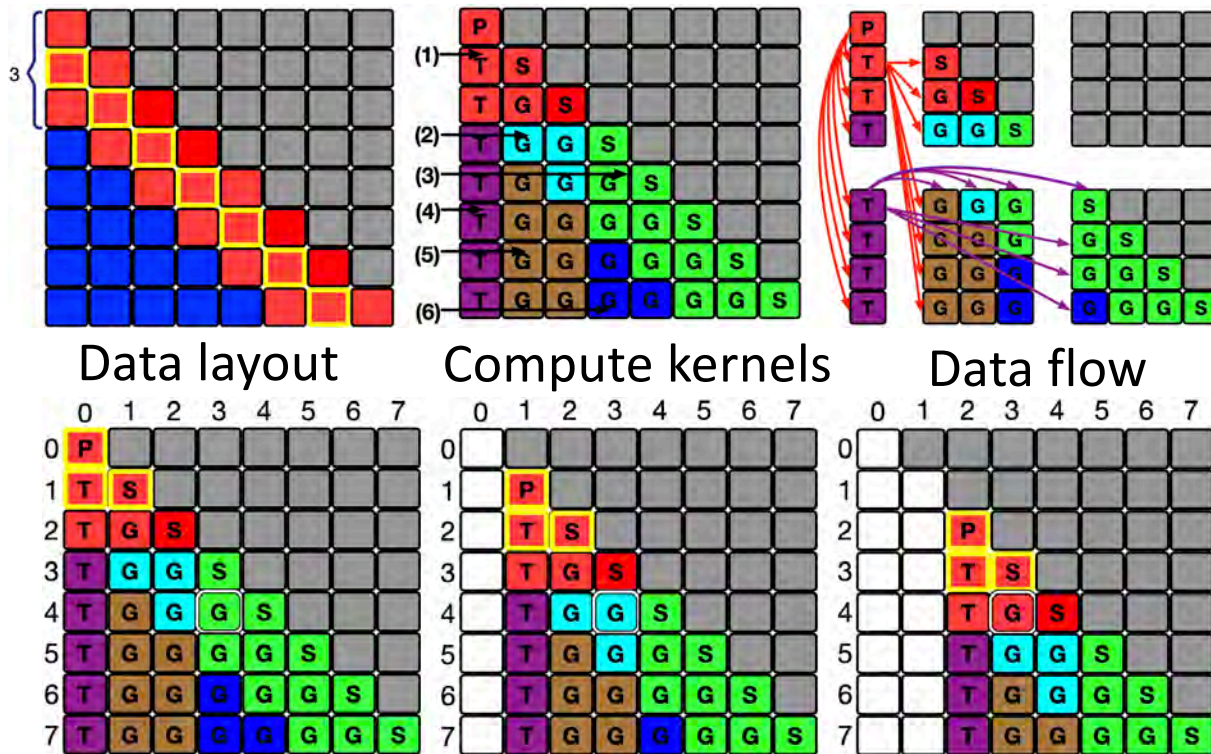 3
P
(1) T S
T G S
(2) T G G S
(3) T G G G S
(4) T G G G G S
(5) T G G G G G S
(6) T G G G G G G S
P
T S
T G S
T G G S
T G G G S
T G G G G S
T G G G G G S
T G G G G G G S
Data layout
Compute kernels
Data flow
0 1 2 3 4 5 6 7
0 P
1 T S
2 T G S
3 T G G S
4 T G G G S
5 T G G G G S
6 T G G G G G S
7 T G G G G G G S
0 1 2 3 4 5 6 7
0
1 P
2 T S
3 T G S
4 T G G S
5 T G G G S
6 T G G G G S
7 T G G G G G S
0 1 2 3 4 5 6 7
0
1
2 P
3 T S
4 T G S
5 T G G S
6 T G G G S
7 T G G G G S